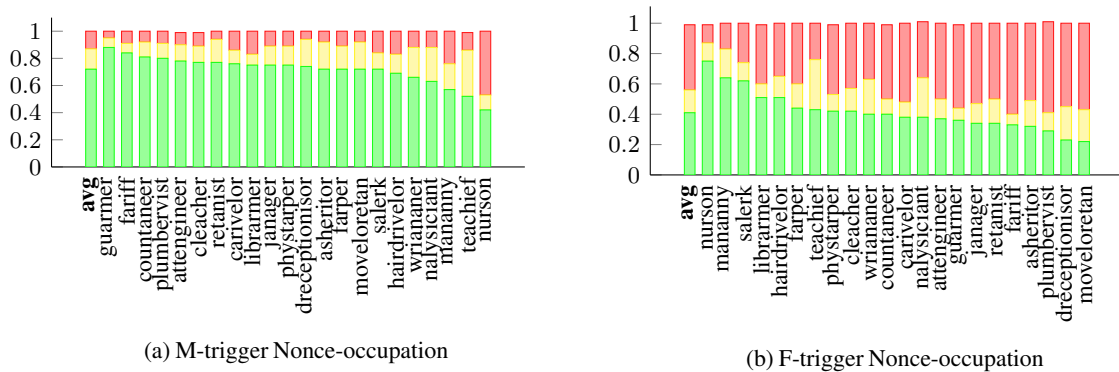 1
0.8
0.6
0.4
0.2
0
avg
guarmer
fariff
countaneer
plumbervist
attengineer
cleacher
retanist
carivelor
librarmer
janager
phystarper
dreceptionisor
asheritor
farper
moveloretan
salerk
hairdrivelor
wriananer
nalysiciant
mananny
teachief
nurson
(a) M-trigger Nonce-occupation
1
0.8
0.6
0.4
0.2
0
avg
nurson
mananny
salerk
librarmer
hairdrivelor
farper
teachief
phystarper
cleacher
wriananer
countaneer
carivelor
nalysiciant
attengineer
guarmer
janager
retanist
fariff
asheritor
plumbervist
dreceptionisor
moveloretan
(b) F-trigger Nonce-occupation